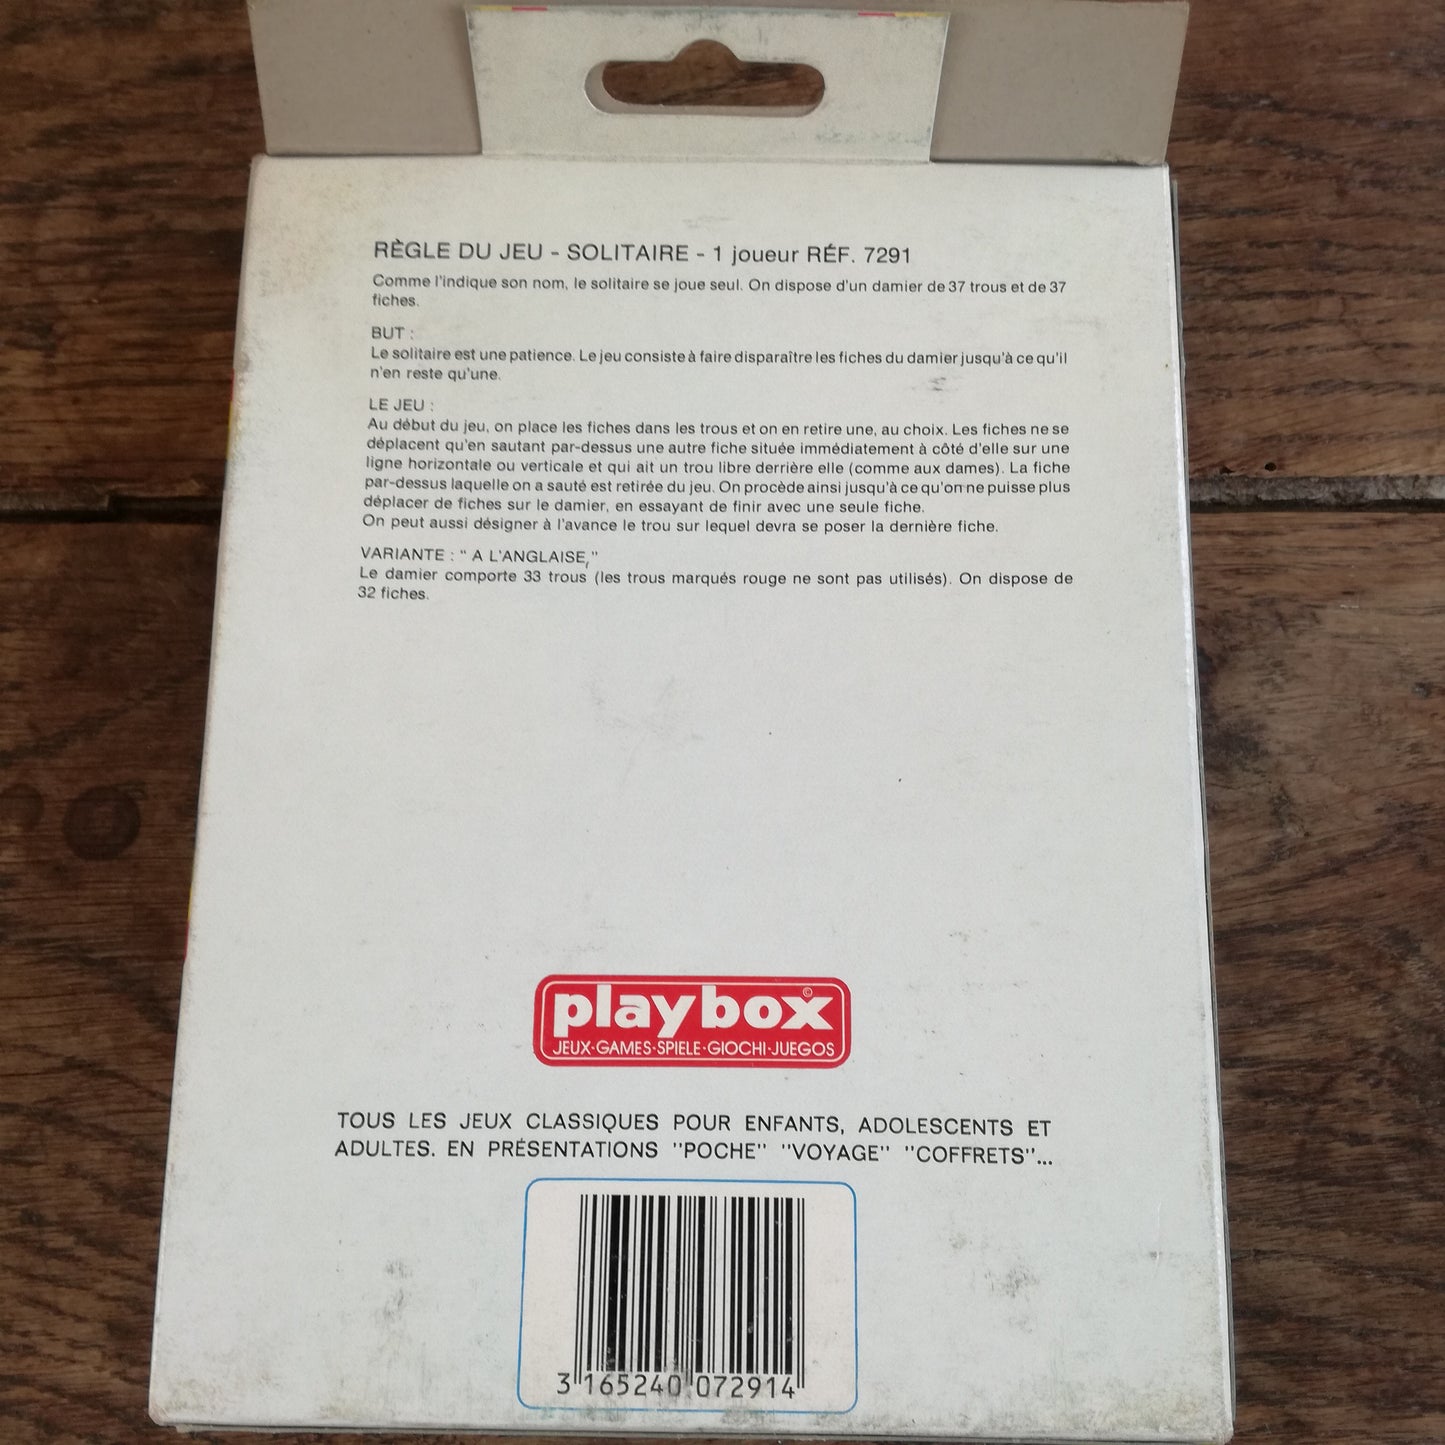 RÈGLE DU JEU - SOLITAIRE - 1 joueur RÉF. 7291
Comme l'indique son nom, le solitaire se joue seul. On dispose d'un damier de 37 trous et de 37
fiches.
BUT :
Le solitaire est une patience. Le jeu consiste à faire disparaître les fiches du damier jusqu'à ce qu'il
n'en reste qu'une.
LE JEU :
Au début du jeu, on place les fiches dans les trous et on en retire une, au choix. Les fiches ne se
déplacent qu'en sautant par-dessus une autre fiche située immédiatement à côté d'elle sur une
ligne horizontale ou verticale et qui ait un trou libre derrière elle (comme aux dames). La fiche
par-dessus laquelle on a sauté est retirée du jeu. On procède ainsi jusqu'à ce qu'on ne puisse plus
déplacer de fiches sur le damier, en essayant de finir avec une seule fiche.
On peut aussi désigner à l'avance le trou sur lequel devra se poser la dernière fiche.
VARIANTE : " A L'ANGLAISE,"
Le damier comporte 33 trous (les trous marqués rouge ne sont pas utilisés). On dispose de
32 fiches.
playbox ©
JEUX-GAMES-SPIELE-GIOCHI-JUEGOS
TOUS LES JEUX CLASSIQUES POUR ENFANTS, ADOLESCENTS ET
ADULTES. EN PRÉSENTATIONS "POCHE" "VOYAGE" "COFFRETS"...
3 165240 072914